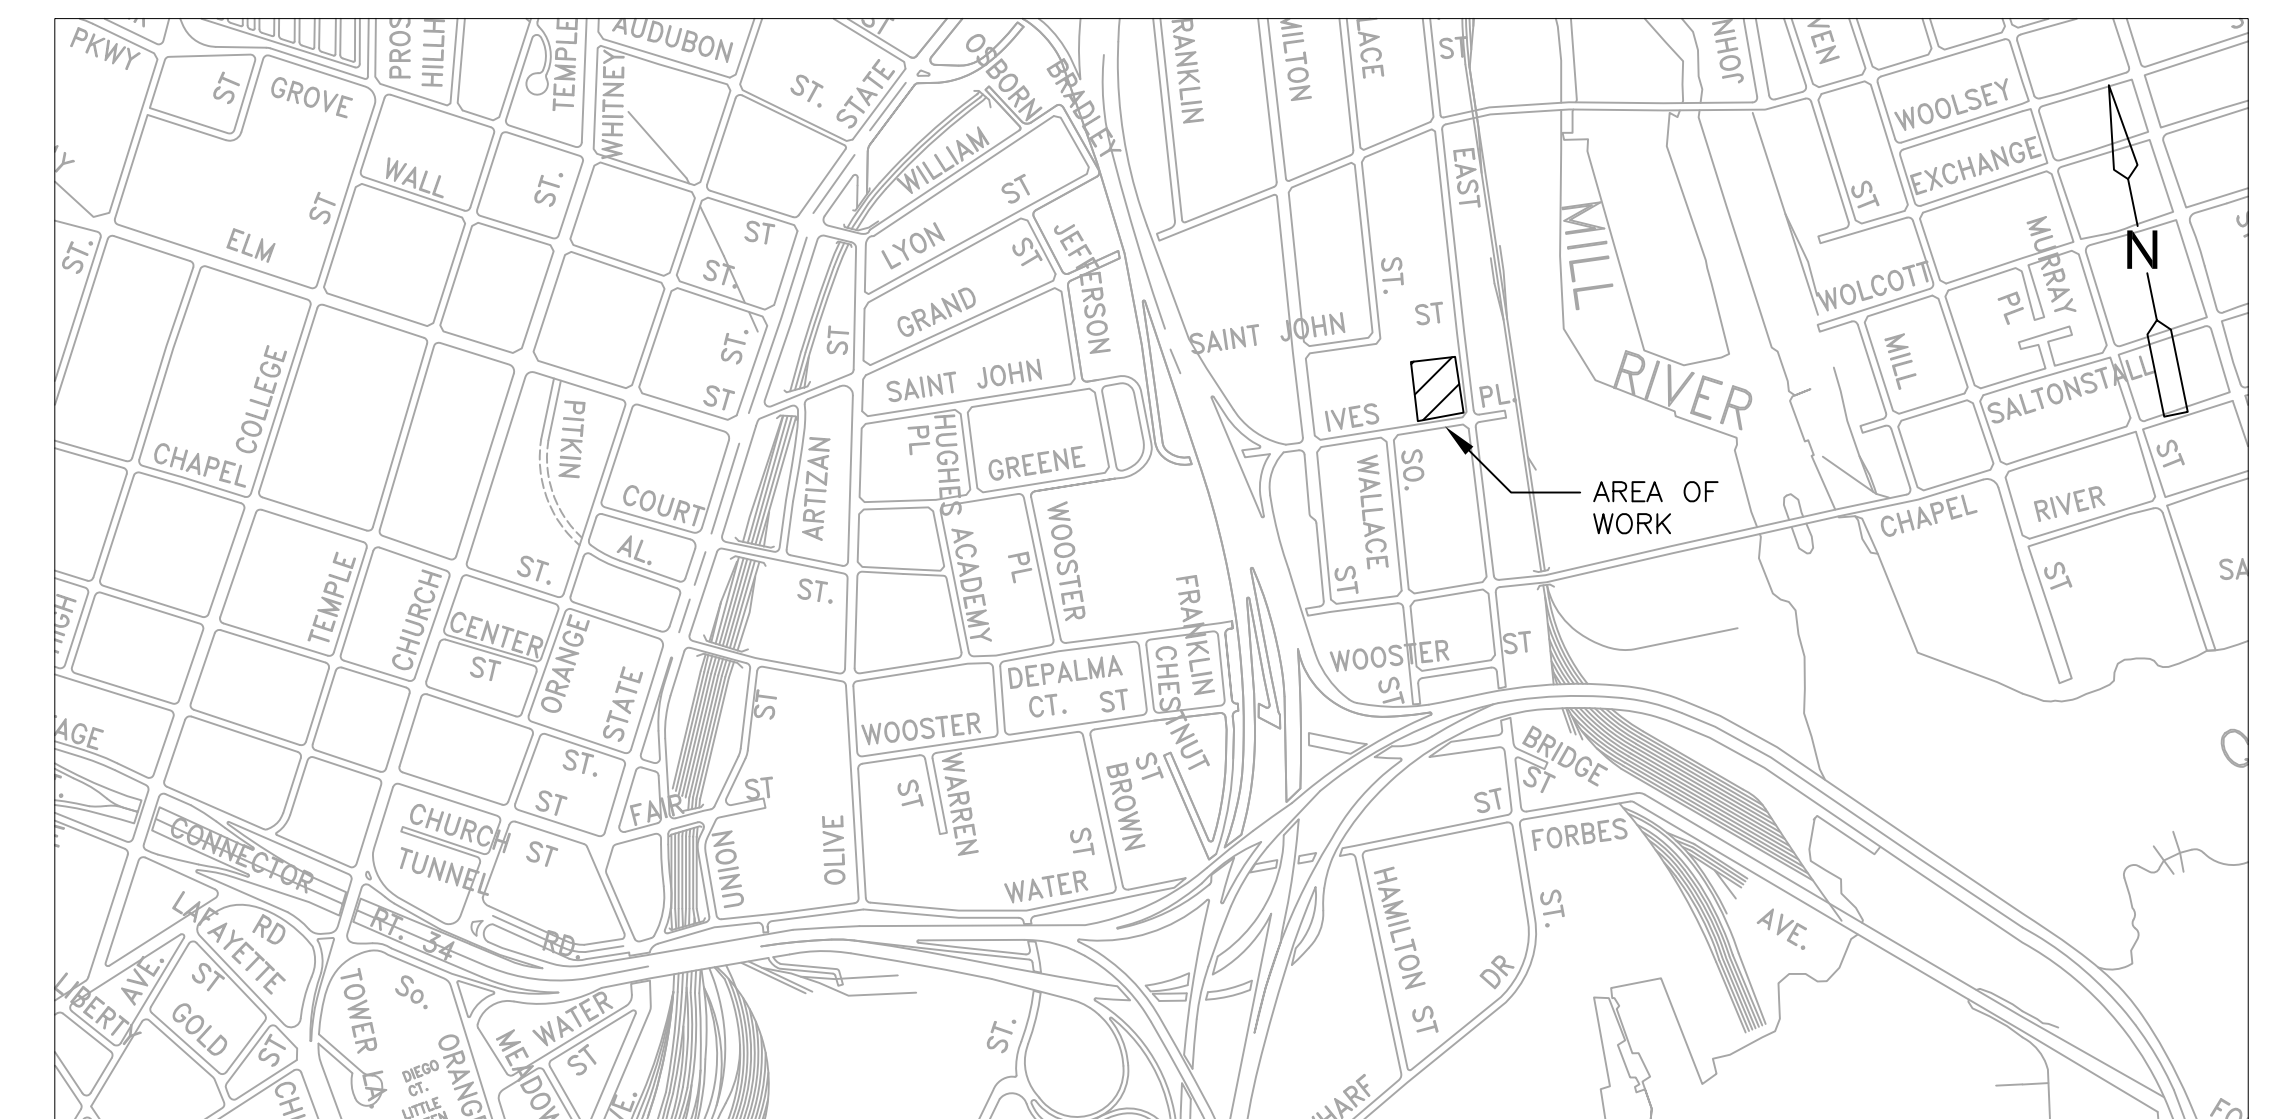 PKWY
ST
GROVE
PROS
HILLH
TEMPLE
AUDUBON
WHITNEY
ST
ST.
STATE
OSBORN
BRADLEY
RANKLIN
MILTON
LACE
ST
JOHN
VEN
WOOLSEY
EXCHANGE
WALL
ST
ST.
WILLIAM
ST
EAST
ST
MILL
MURRAY
PL
N
ST.
ELM
ST
ST.
LYON
ST
JEFFERSON
ST.
ST
WOLCOTT
GRAND
SAINT JOHN
ST
ST.
ST
COLLEGE
SAINT JOHN
PL.
IVES
RIVER
MILL
SALTONSTALL
PITKIN
PL
HUGHES ACADEMY
GREENE
ARTIZAN
WALLACE
SO.
AREA OF
WORK
CHAPEL
COURT
AL.
ST.
ST.
WOOSTER
PL
ST
CHAPEL
RIVER
ST
ST
SA
TEMPLE
CHURCH
CENTER
ST
ORANGE
STATE
FRANKLIN
WOOSTER
ST
ST
DEPALMA
CT.
ST
CHESTNUT
ST
WOOSTER
AGE
ST.
ST
FAIR
ST
ST
WARREN
BROWN
ST
ST
BRIDGE
ST
ST
FORBES
CONNECTOR
CHURCH
ST
TUNNEL
UNION
OLIVE
WATER
ST.
HAMILTON ST
AVE.
LAFAYETTE
RD
RT. 34
RD.
AVE.
ST
LIBERTY
GOLD
ST
TOWER LA.
So.
ORANG
MEADOW
WATER
ST
DIEGO
CT.
ST.
DR
HARF